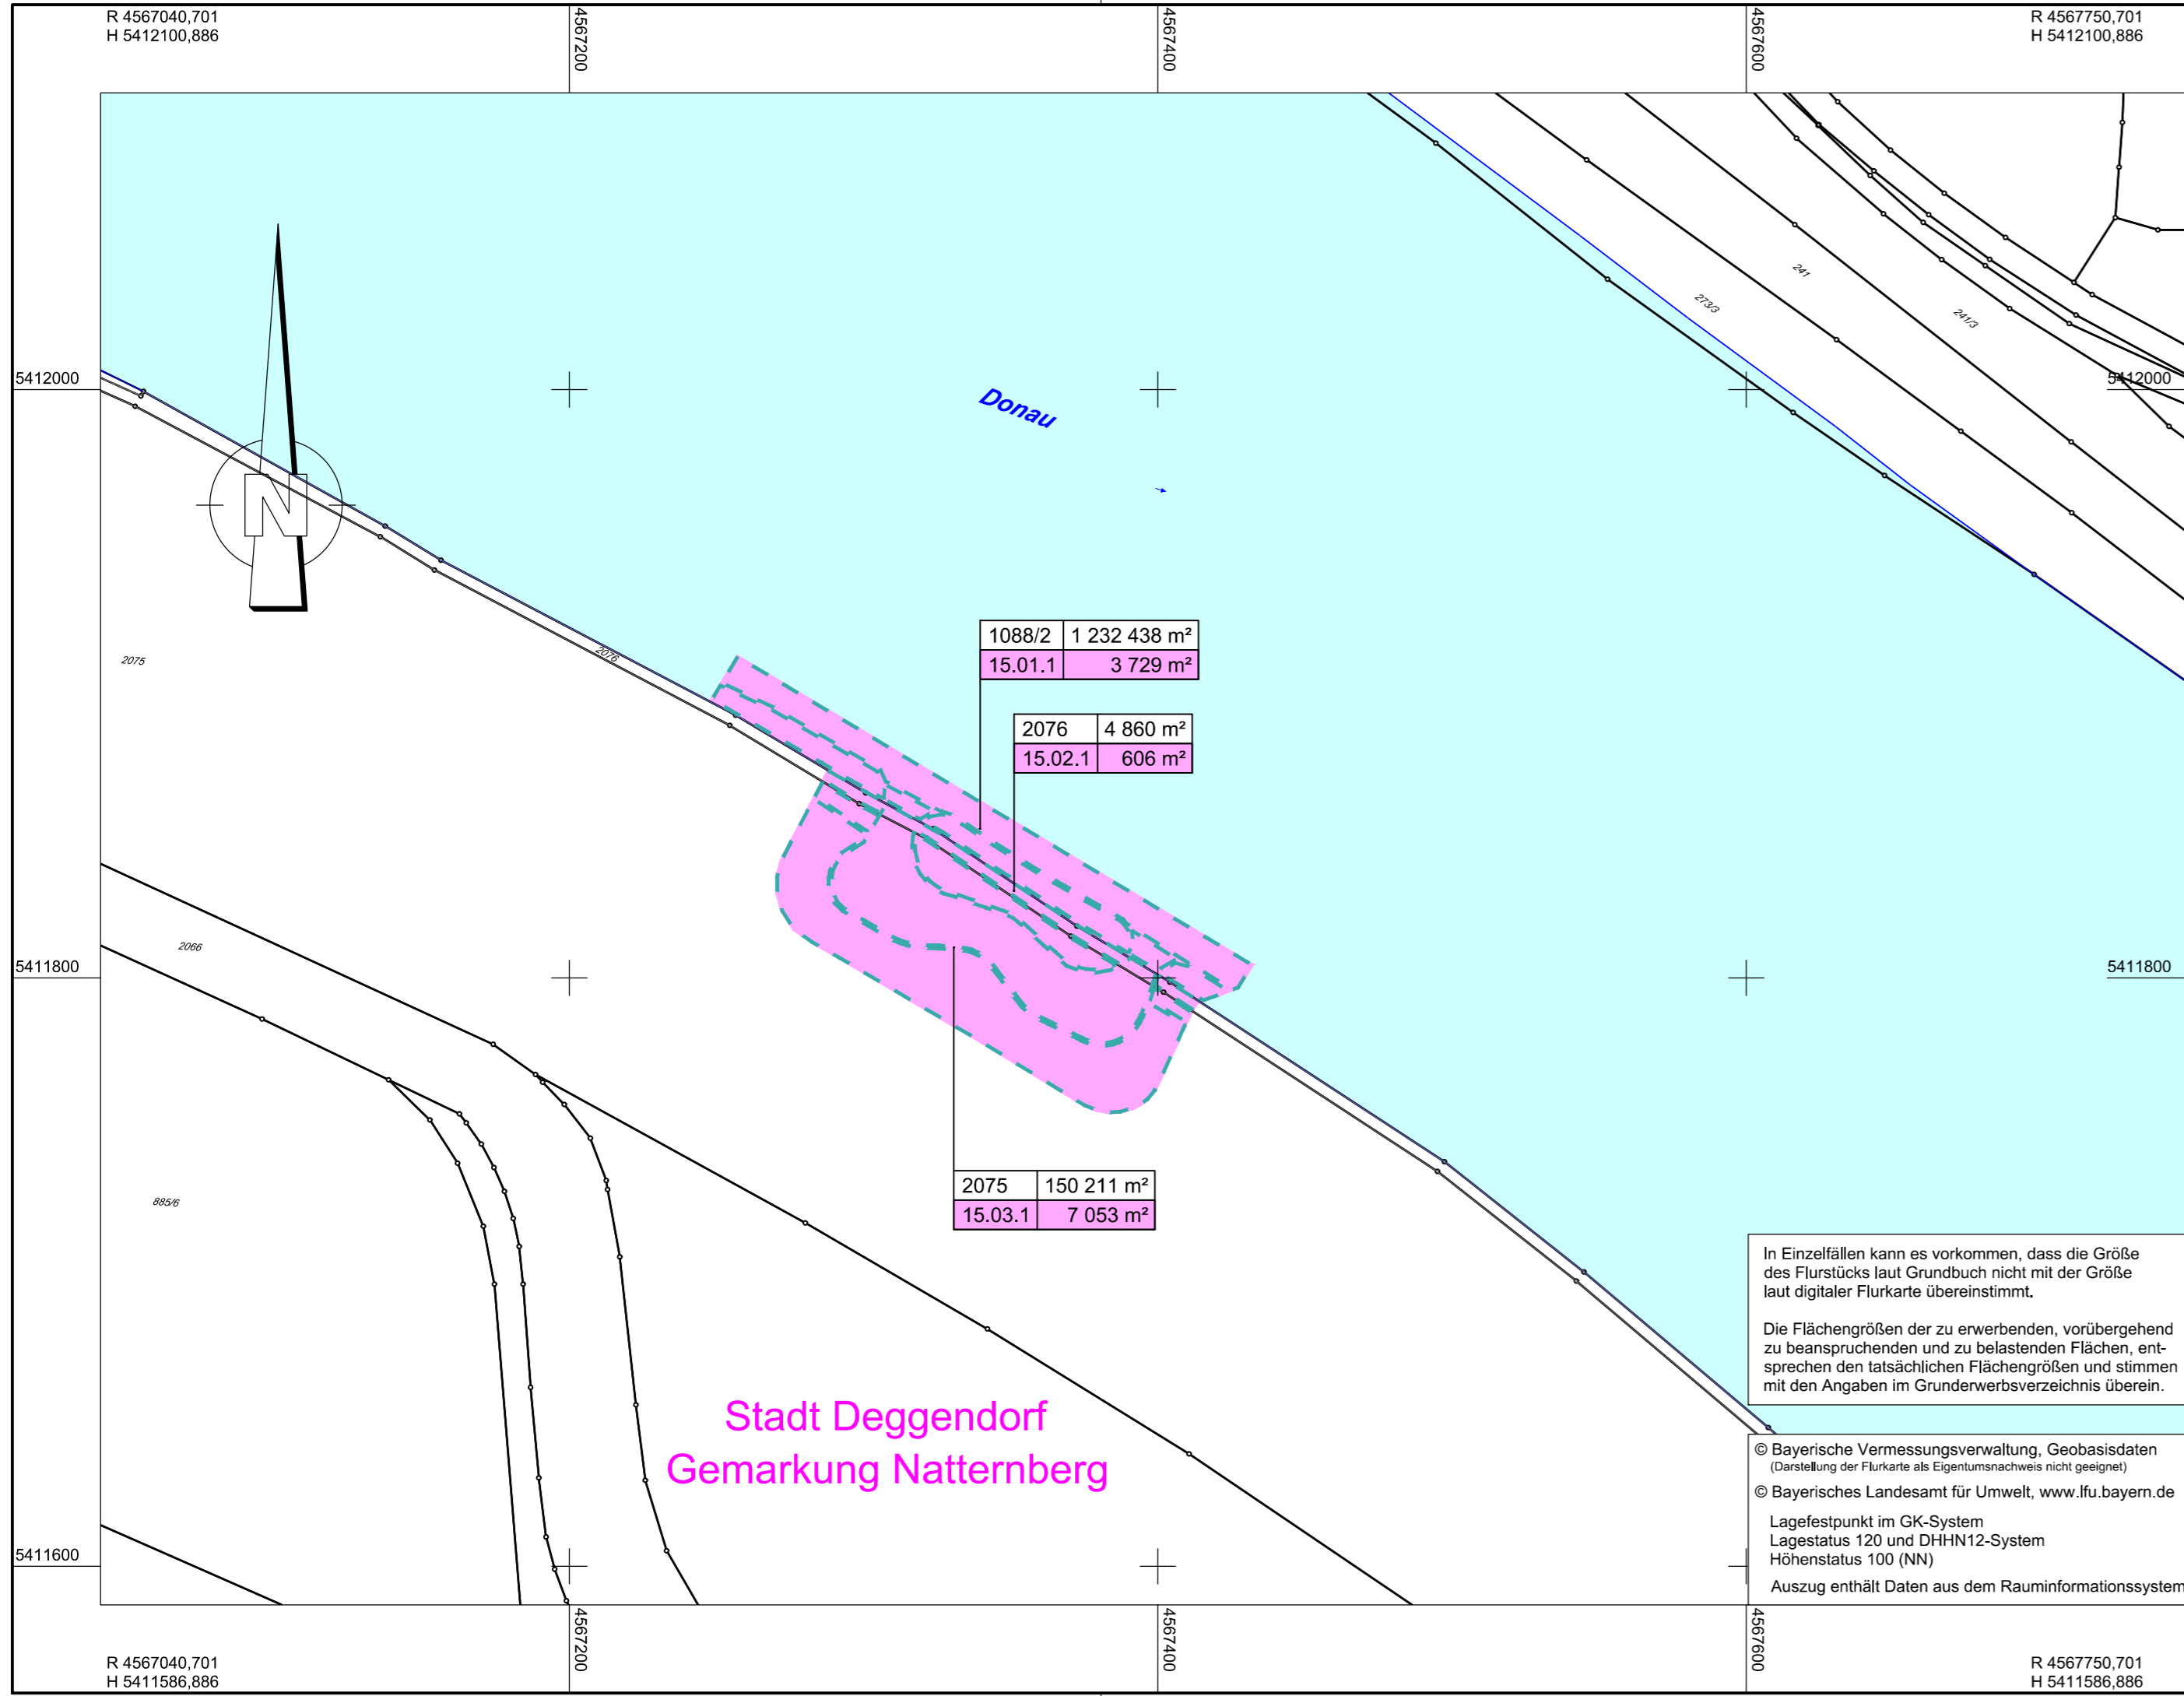 R 4567040,701
H 5412100,886
4567200
4567400
4567600
R 4567750,701
H 5412100,886
241
273/3
241/3
5412000
5412000
Donau
N
2075
2076
1088/2 1 232 438 m²
15.01.1 3 729 m²
2076 4 860 m²
15.02.1 606 m²
2066
5411800
5411800
885/6
2075 150 211 m²
15.03.1 7 053 m²
In Einzelfällen kann es vorkommen, dass die Größe
des Flurstücks laut Grundbuch nicht mit der Größe
laut digitaler Flurkarte übereinstimmt.
Die Flächengrößen der zu erwerbenden, vorübergehend
zu beanspruchenden und zu belastenden Flächen, ent-
sprechen den tatsächlichen Flächengrößen und stimmen
mit den Angaben im Grunderwerbsverzeichnis überein.
Stadt Deggendorf
Gemarkung Natternberg
© Bayerische Vermessungsverwaltung, Geobasisdaten
(Darstellung der Flurkarte als Eigentumsnachweis nicht geeignet)
© Bayerisches Landesamt für Umwelt, www.lfu.bayern.de
Lagefestpunkt im GK-System
Lagestatus 120 und DHHN12-System
Höhenstatus 100 (NN)
Auszug enthält Daten aus dem Rauminformationssystem
5411600
4567200
4567400
4567600
R 4567040,701
H 5411586,886
R 4567750,701
H 5411586,886